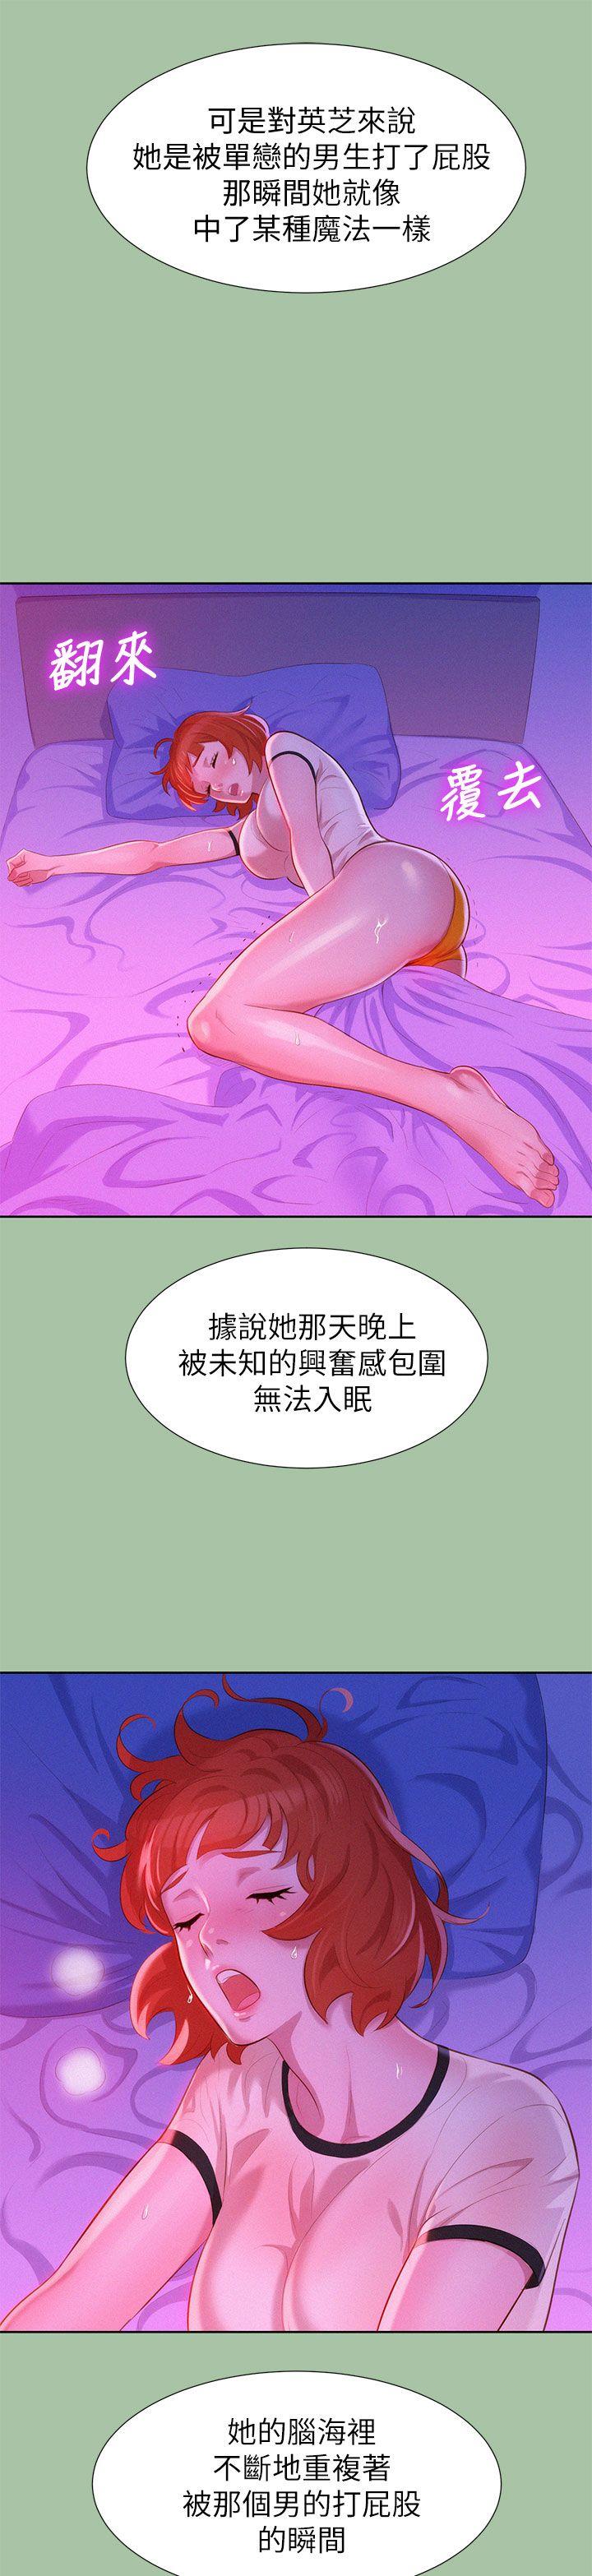 可是對英芝來說
她是被單戀的男生打了屁股
那瞬間她就像
中了某種魔法一樣
翻來
覆去
據說她那天晚上
被未知的興奮感包圍
無法入眠
她的腦海裡
不斷地重複著
被那個男的打屁股
的瞬間